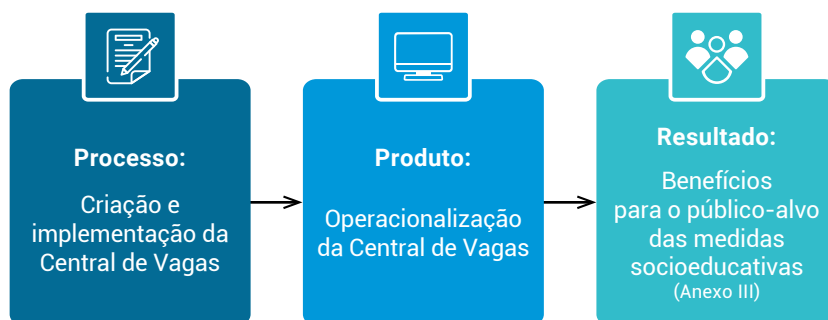 Processo:
Criação e
implementação da
Central de Vagas
Produto:
Operacionalização
da Central de Vagas
Resultado:
Benefícios
para o público-alvo
das medidas
socioeducativas
(Anexo III)